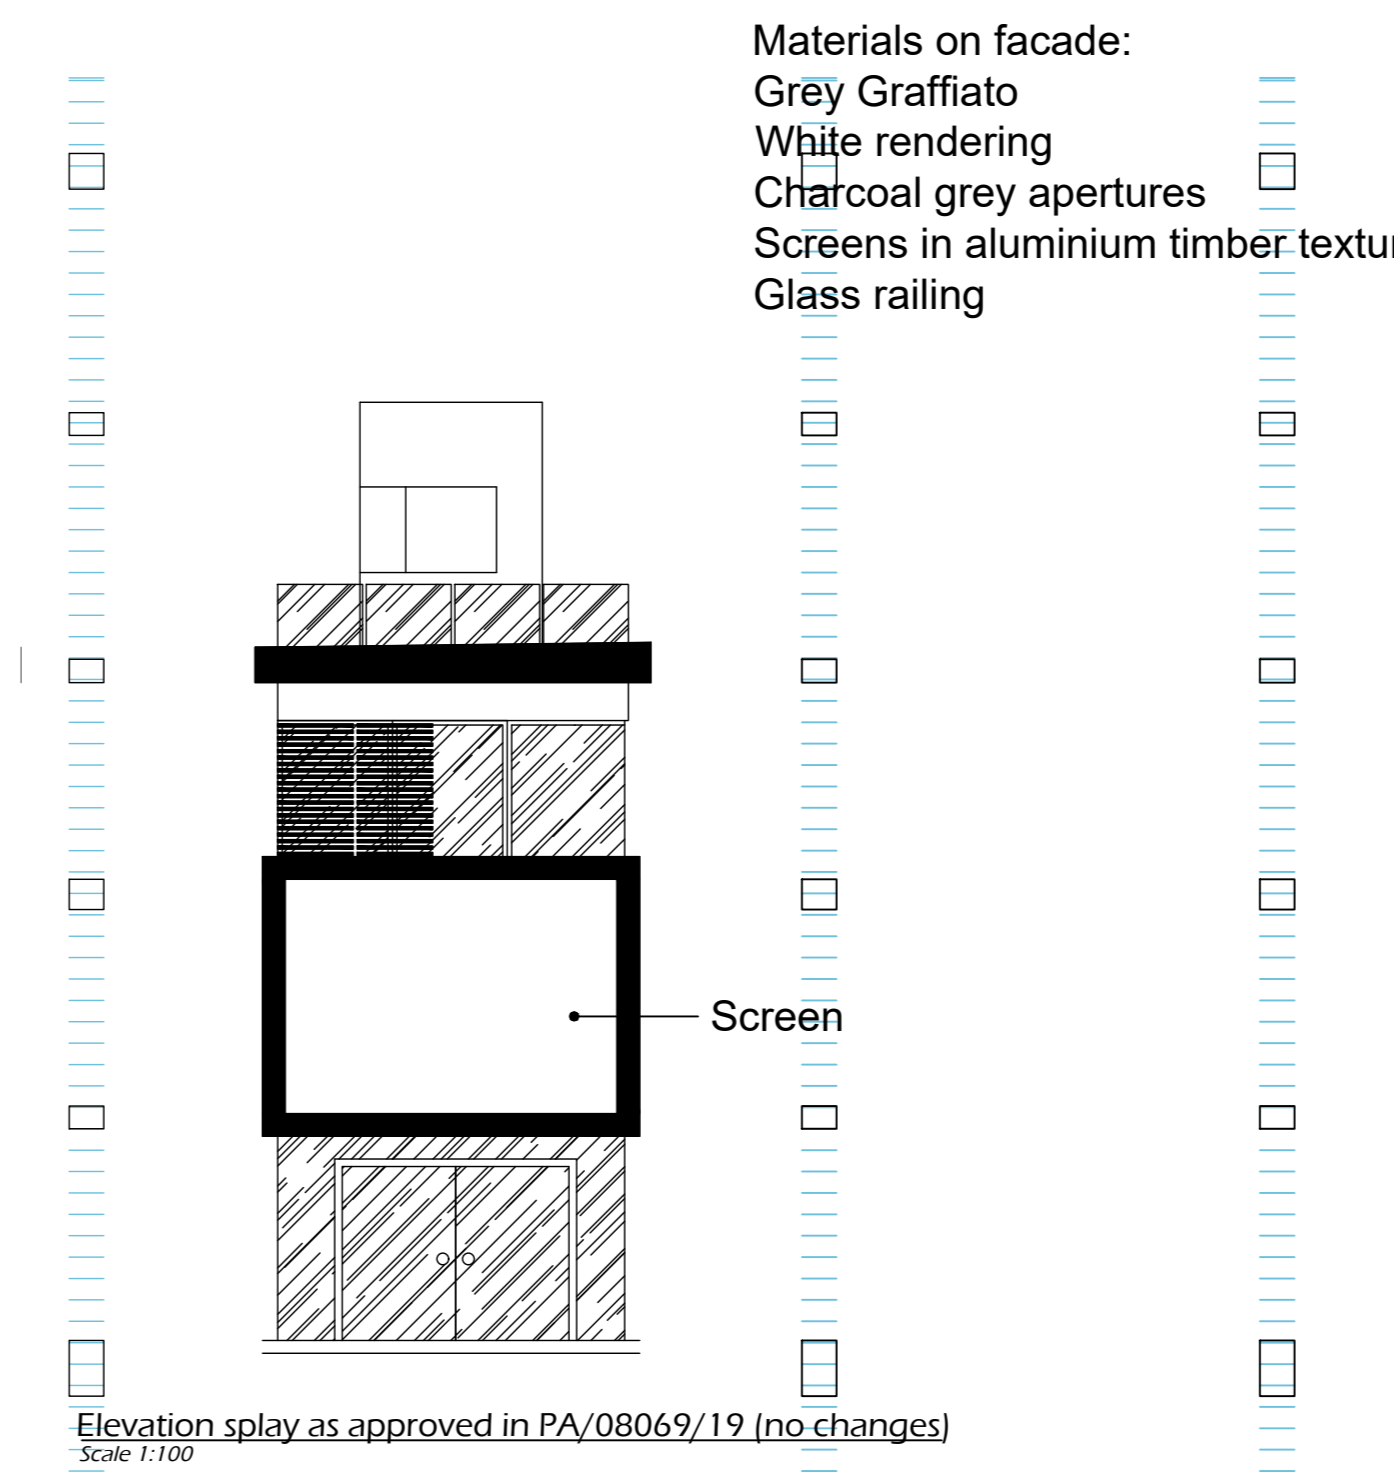 Materials on facade:
Grey Graffiato
White rendering
Charcoal grey apertures
Screens in aluminium timber
Glass railing
Screen
Elevation splay as approved in PA/08069/19 (no changes)
Scale 1:100